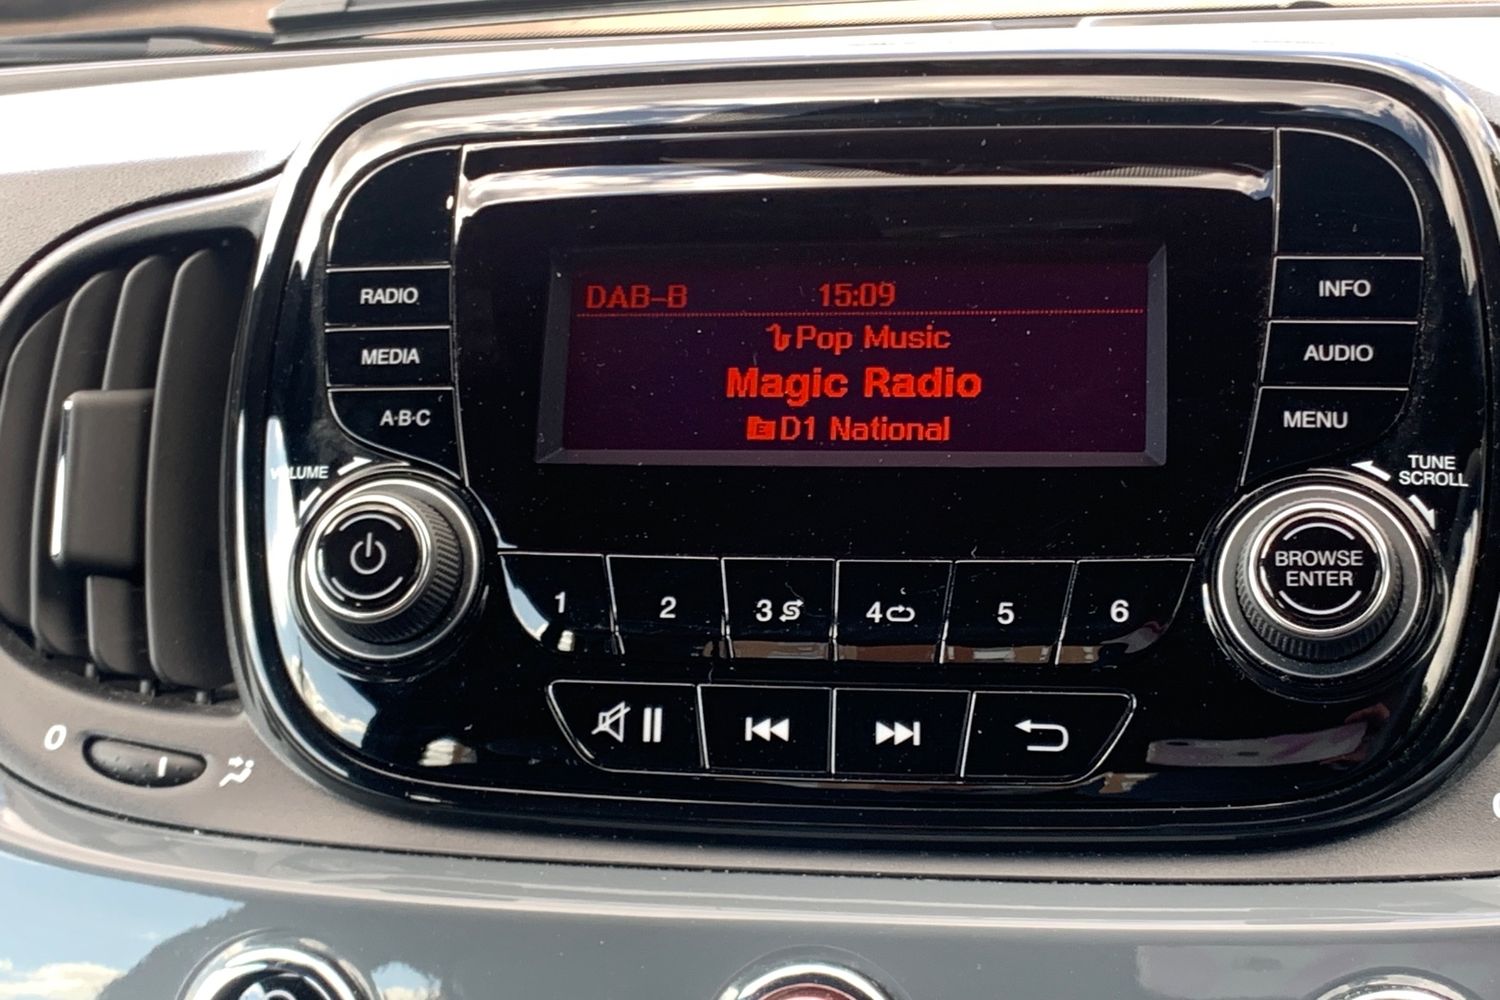 DAB-B 15:09
Pop Music
Magic Radio
D1 National
RADIO
MEDIA
A·B·C
VOLUME
INFO
AUDIO
MENU
TUNE
SCROLL
BROWSE
ENTER
1 2 3 4 5 6
0